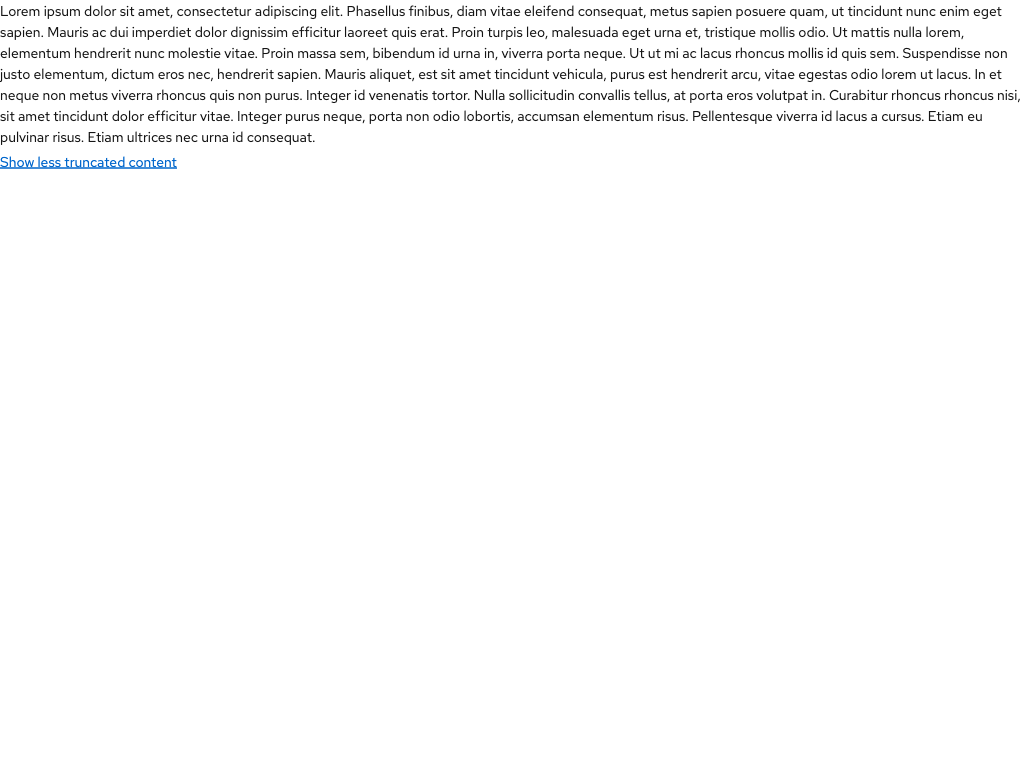 Lorem ipsum dolor sit amet, consectetur adipiscing elit. Phasellus finibus, diam vitae eleifend consequat, metus sapien posuere quam, ut tincidunt nunc enim eget
sapien. Mauris ac dui imperdiet dolor dignissim efficitur laoreet quis erat. Proin turpis leo, malesuada eget urna et, tristique mollis odio. Ut mattis nulla lorem,
elementum hendrerit nunc molestie vitae. Proin massa sem, bibendum id urna in, viverra porta neque. Ut ut mi ac lacus rhoncus mollis id quis sem. Suspendisse non
justo elementum, dictum eros nec, hendrerit sapien. Mauris aliquet, est sit amet tincidunt vehicula, purus est hendrerit arcu, vitae egestas odio lorem ut lacus. In et
neque non metus viverra rhoncus quis non purus. Integer id venenatis tortor. Nulla sollicitudin convallis tellus, at porta eros volutpat in. Curabitur rhoncus rhoncus nisi,
sit amet tincidunt dolor efficitur vitae. Integer purus neque, porta non odio lobortis, accumsan elementum risus. Pellentesque viverra id lacus a cursus. Etiam eu
pulvinar risus. Etiam ultrices nec urna id consequat.
Show less truncated content